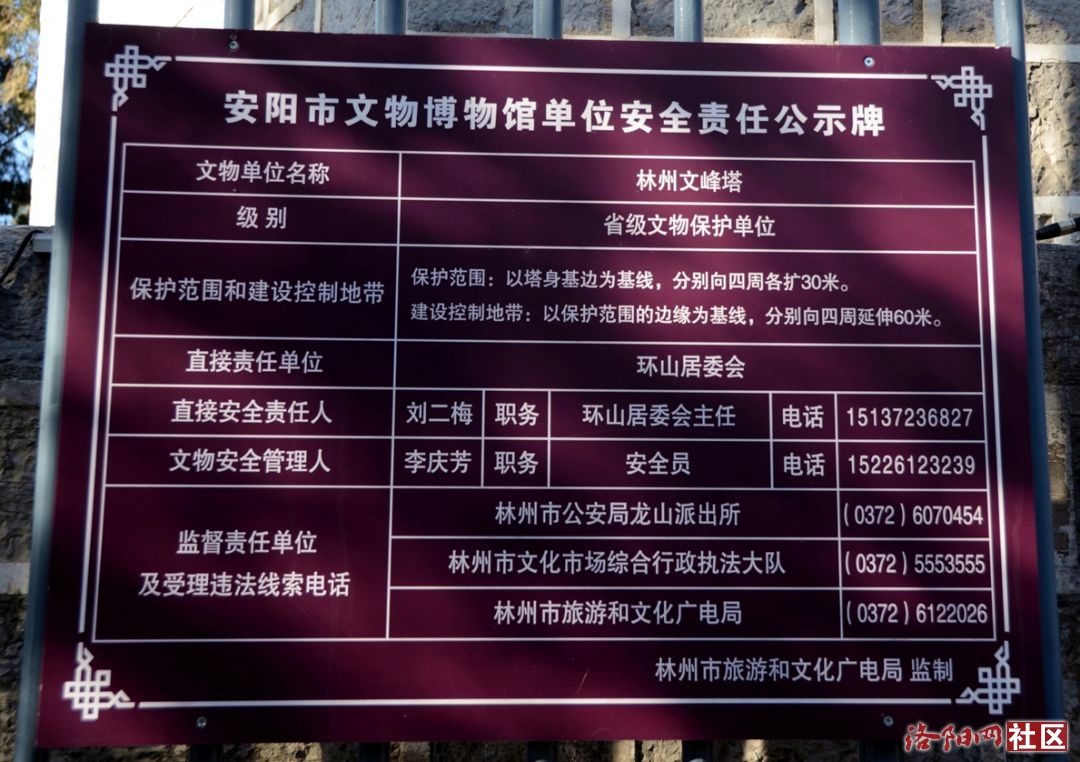 安阳市文物博物馆单位安全责任公示牌
文物单位名称 林州文峰塔
级别 省级文物保护单位
保护范围和建设控制地带
保护范围：以塔身基边为基线，分别向四周各扩30米。
建设控制地带：以保护范围的边缘为基线，分别向四周延伸60米。
直接责任单位 环山居委会
直接安全责任人 刘二梅 职务 环山居委会主任 电话 15137236827
文物安全管理人 李庆芳 职务 安全员 电话 15226123239
监督责任单位
及受理违法线索电话
林州市公安局龙山派出所 （0372）6070454
林州市文化市场综合行政执法大队 （0372）5553555
林州市旅游和文化广电局 （0372）6122026
林州市旅游和文化广电局 监制
洛阳网社区